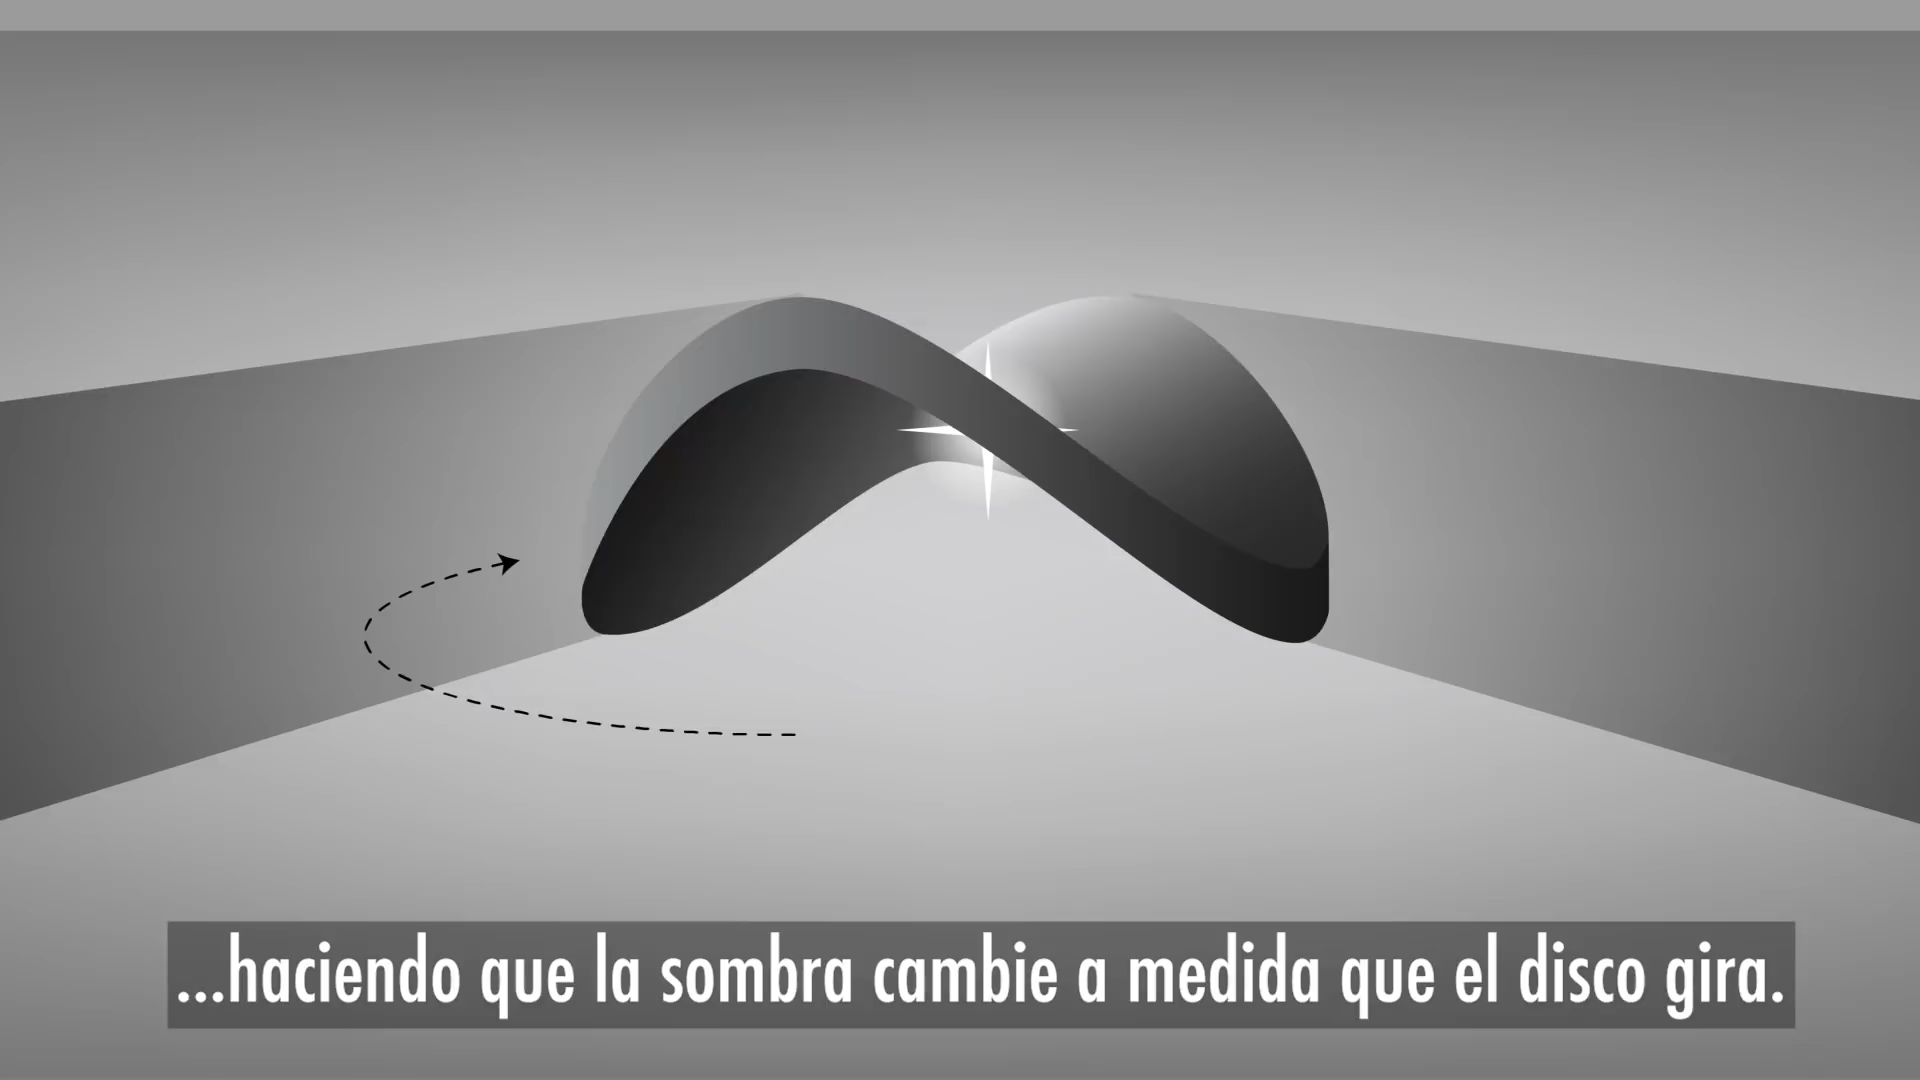 ...haciendo que la sombra cambie a medida que el disco gira.